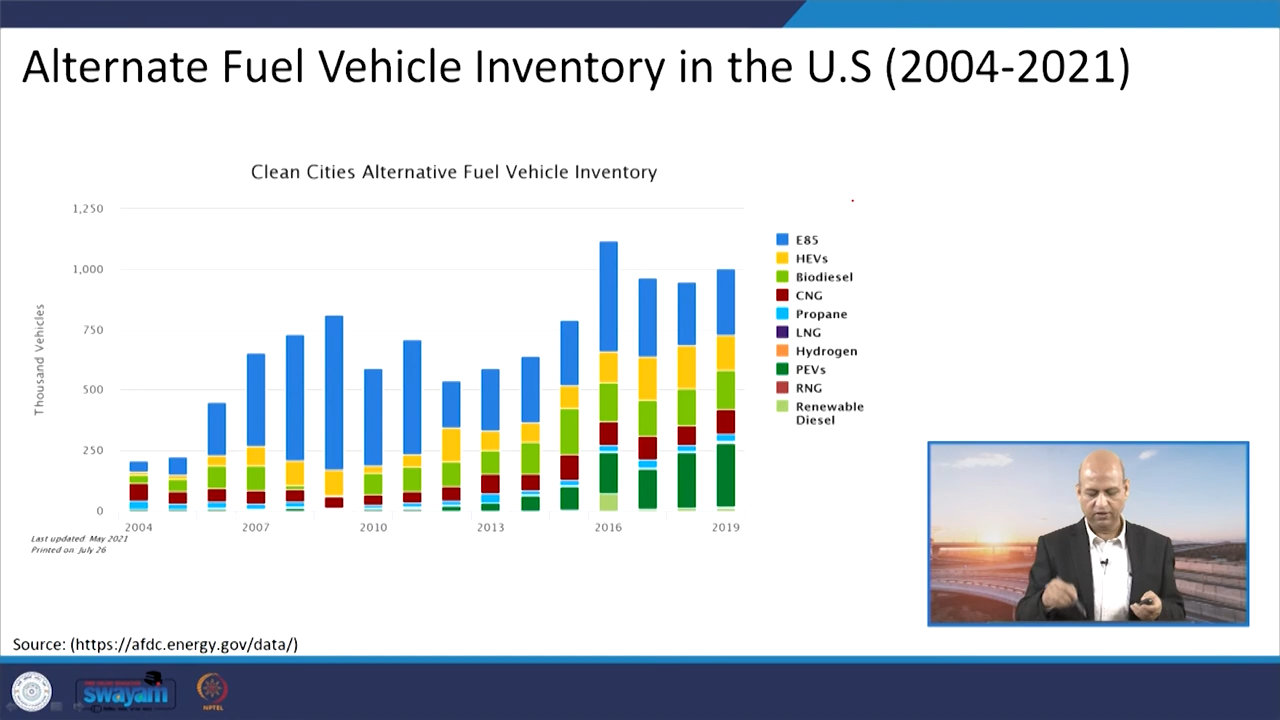 Alternate Fuel Vehicle Inventory in the U.S (2004-2021)
Clean Cities Alternative Fuel Vehicle Inventory
Thousand Vehicles
1,250
1,000
750
500
250
0
2004
2007
2010
2013
2016
2019
E85
HEVs
Biodiesel
CNG
Propane
LNG
Hydrogen
PEVs
RNG
Renewable
Diesel
Last updated: May 2021
Printed on: July 26
Source: (https://afdc.energy.gov/data/)
swayam
NPTEL